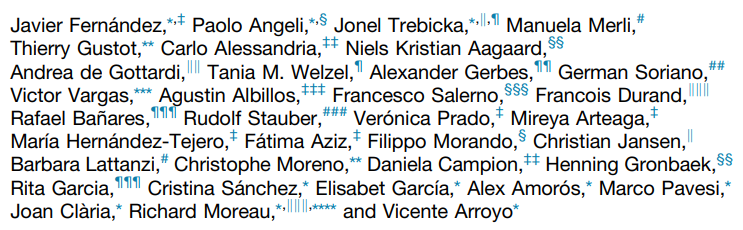 Javier Fernández,*,‡ Paolo Angeli,*,§ Jonel Trebicka,*,‖,¶ Manuela Merli,#
Thierry Gustot,** Carlo Alessandria,‡‡ Niels Kristian Aagaard,§§
Andrea de Gottardi,‖‖ Tania M. Welzel,¶ Alexander Gerbes,¶¶ German Soriano,##
Victor Vargas,*** Agustin Albillos,‡‡‡ Francesco Salerno,§§§ Francois Durand,‖‖‖
Rafael Bañares,¶¶¶ Rudolf Stauber,### Verónica Prado,‡ Mireya Arteaga,‡
María Hernández-Tejero,‡ Fátima Aziz,‡ Filippo Morando,§ Christian Jansen,‖
Barbara Lattanzi,# Christophe Moreno,** Daniela Campion,‡‡ Henning Gronbaek,§§
Rita Garcia,¶¶¶ Cristina Sánchez,* Elisabet García,* Alex Amorós,* Marco Pavesi,*
Joan Clària,* Richard Moreau,*,‖‖‖‖,**** and Vicente Arroyo*